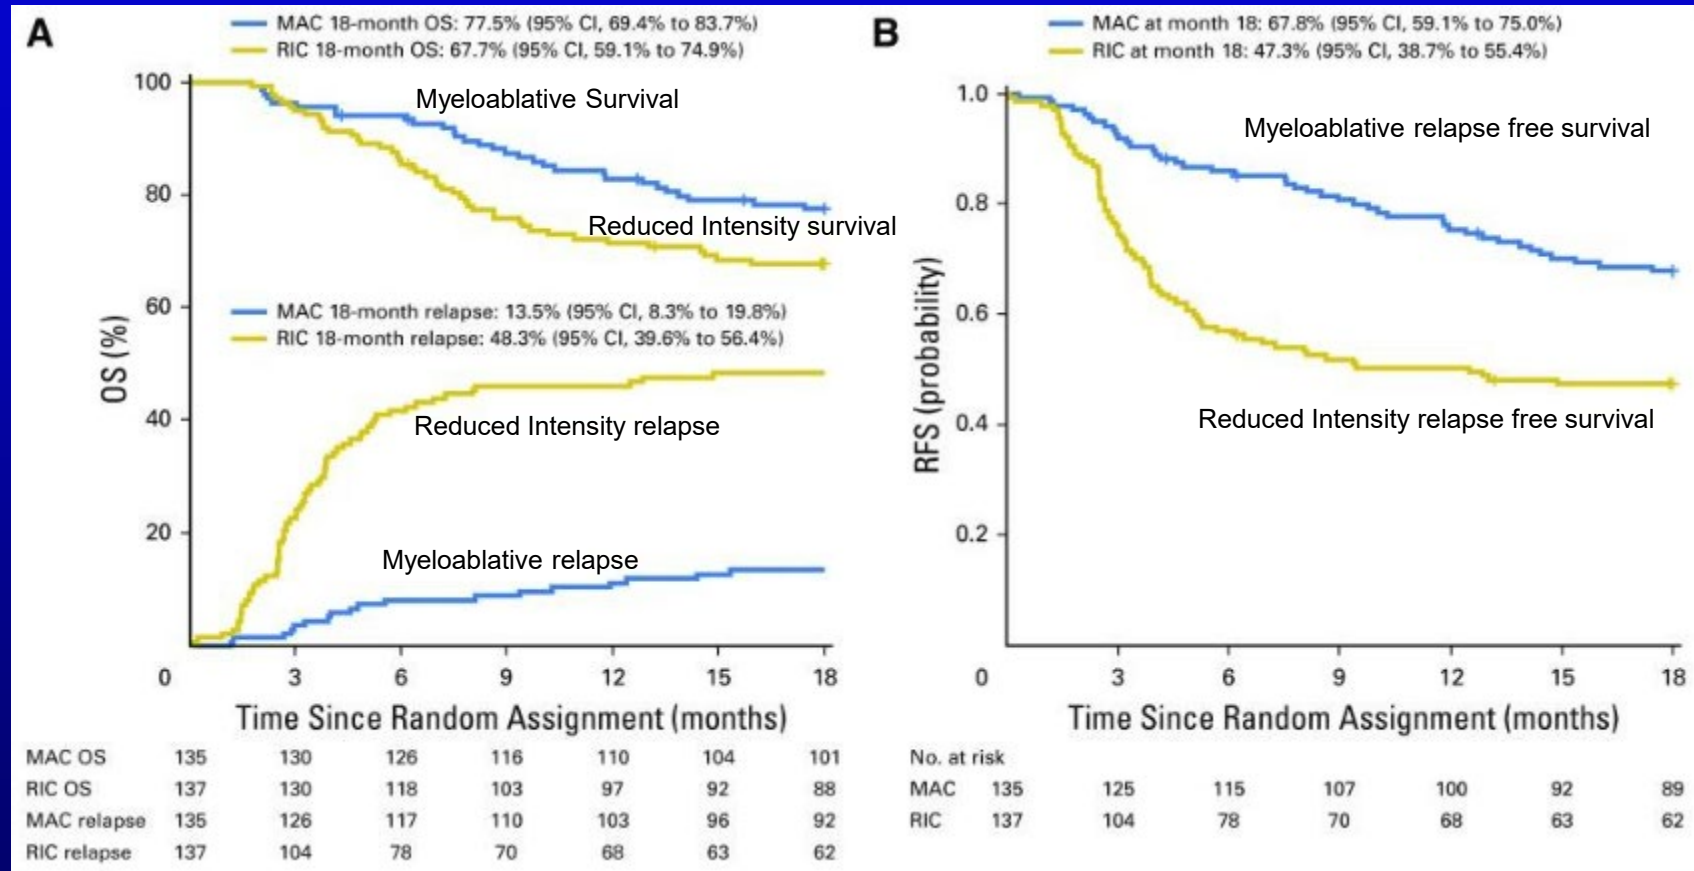 A
MAC 18-month OS: 77.5% (95% CI, 69.4% to 83.7%)
RIC 18-month OS: 67.7% (95% CI, 59.1% to 74.9%)
100
80
60
40
20
0
OS (%)
Myeloablative Survival
Reduced Intensity survival
MAC 18-month relapse: 13.5% (95% CI, 8.3% to 19.8%)
RIC 18-month relapse: 48.3% (95% CI, 39.6% to 56.4%)
Reduced Intensity relapse
Myeloablative relapse
3 6 9 12 15 18
Time Since Random Assignment (months)
MAC OS 135 130 126 116 110 104 101
RIC OS 137 130 118 103 97 92 88
MAC relapse 135 126 117 110 103 96 92
RIC relapse 137 104 78 70 68 63 62
B
MAC at month 18: 67.8% (95% CI, 59.1% to 75.0%)
RIC at month 18: 47.3% (95% CI, 38.7% to 55.4%)
1.0
0.8
0.6
0.4
0.2
0
RFS (probability)
Myeloablative relapse free survival
Reduced Intensity relapse free survival
3 6 9 12 15 18
Time Since Random Assignment (months)
No. at risk
MAC 135 125 115 107 100 92 89
RIC 137 104 78 70 68 63 62